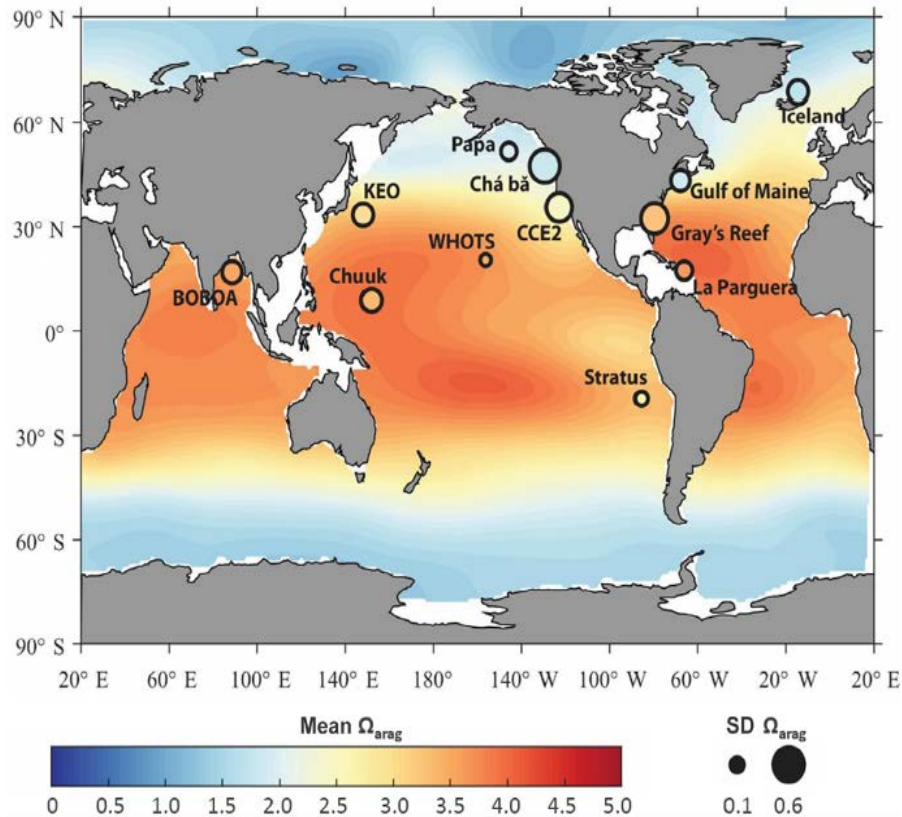 90° N
60° N
30° N
0°
30° S
60° S
90° S
Iceland
Papa
Chá bă
Gulf of Maine
KEO
CCE2
Gray's Reef
WHOTS
BOBOA
Chuuk
La Parguera
Stratus
20° E 60° E 100° E 140° E 180° 140° W 100° W 60° W 20° W 20° E
Mean Ωarag
0 0.5 1.0 1.5 2.0 2.5 3.0 3.5 4.0 4.5 5.0
SD Ωarag
0.1 0.6